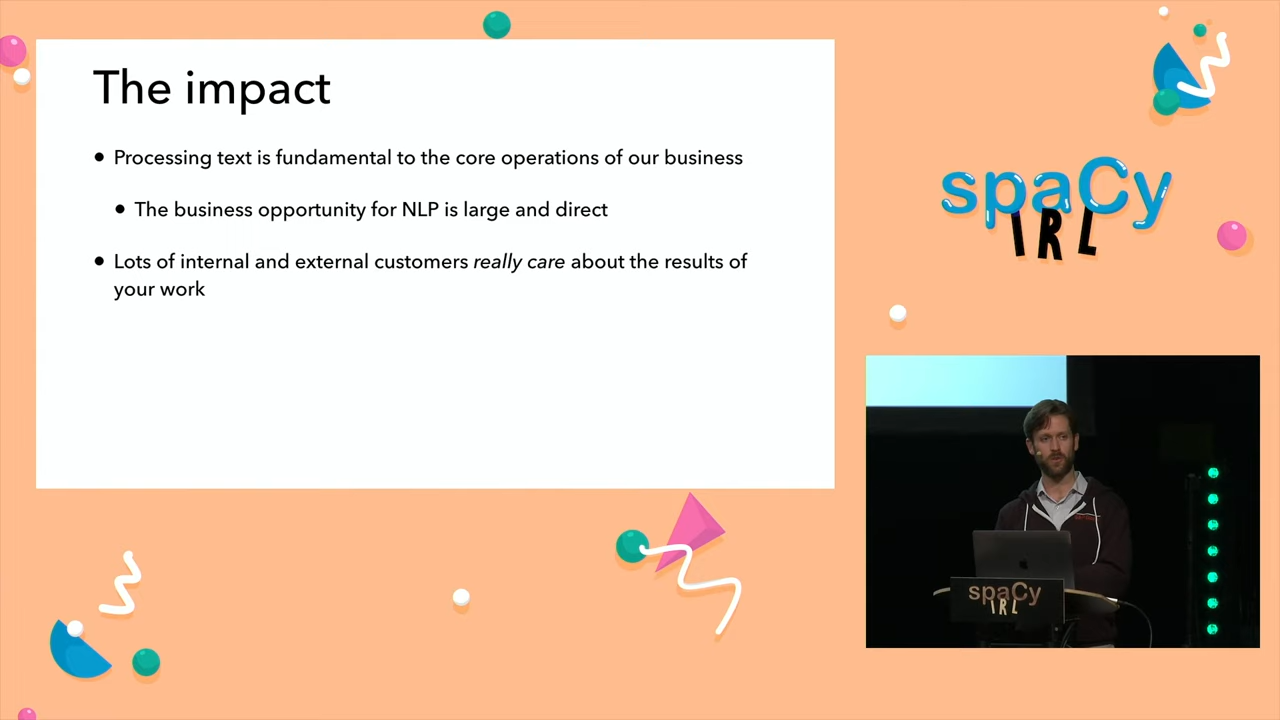 The impact
• Processing text is fundamental to the core operations of our business
• The business opportunity for NLP is large and direct
• Lots of internal and external customers really care about the results of
your work
spaCy
IRL
spaCy
IRL